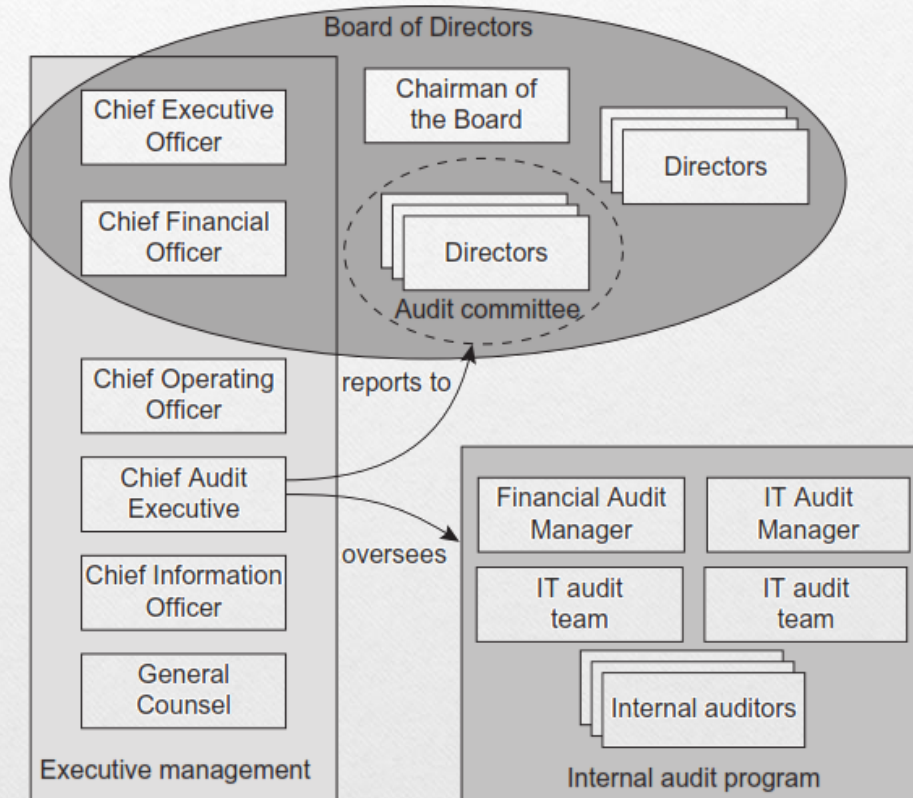 Board of Directors
Chief Executive
Officer
Chairman of
the Board
Directors
Chief Financial
Officer
Directors
Audit committee
Chief Operating
Officer
reports to
Chief Audit
Executive
oversees
Chief Information
Officer
General
Counsel
Executive management
Financial Audit
Manager
IT Audit
Manager
IT audit
team
IT audit
team
Internal auditors
Internal audit program